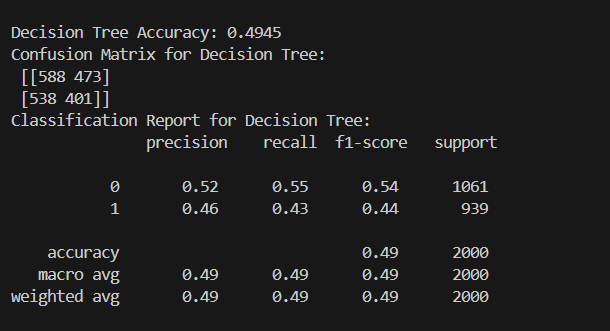 Decision Tree Accuracy: 0.4945
Confusion Matrix for Decision Tree:
[[588 473]
[538 401]]
Classification Report for Decision Tree:
precision recall f1-score support
0 0.52 0.55 0.54 1061
1 0.46 0.43 0.44 939
accuracy 0.49 2000
macro avg 0.49 0.49 0.49 2000
weighted avg 0.49 0.49 0.49 2000